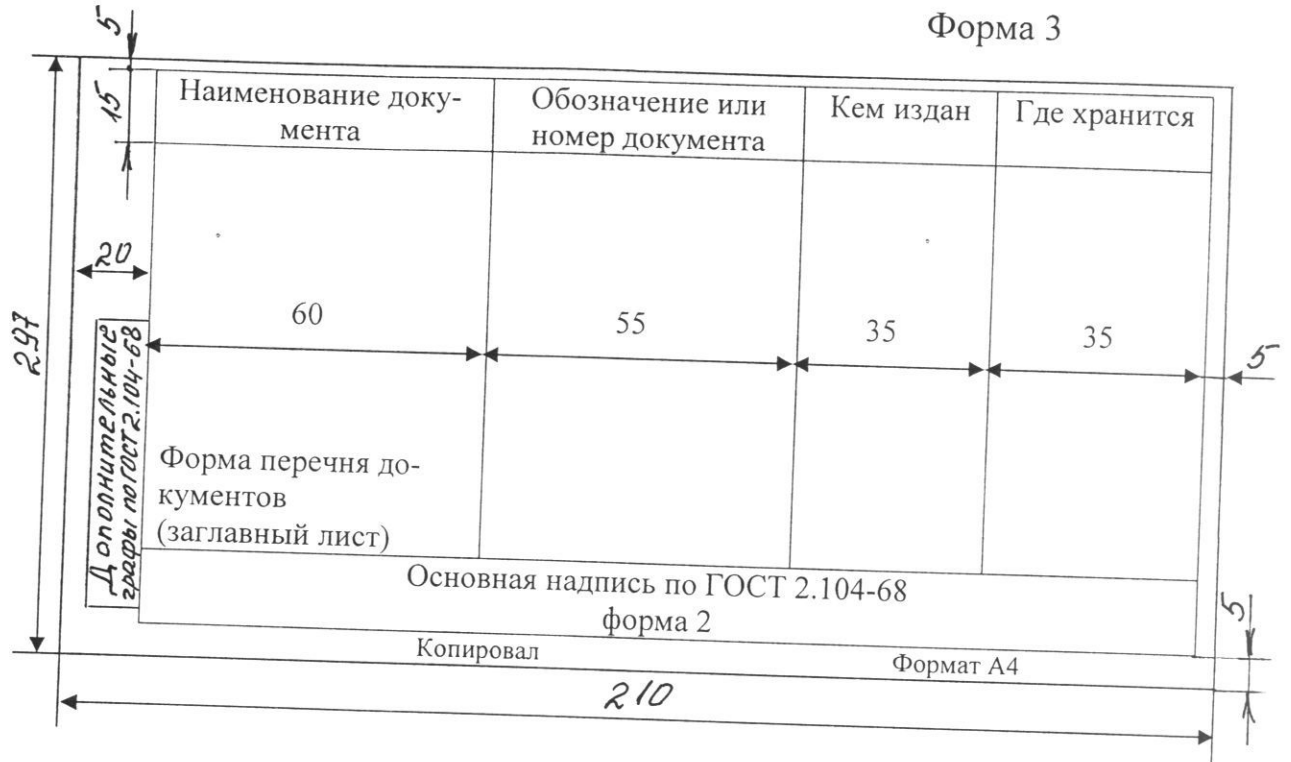 Форма 3
5
15
Наименование доку-
мента
Обозначение или
номер документа
Кем издан
Где хранится
20
297
60
55
35
35
5
Дополнительные
графы по ГОСТ 2.104-68
Форма перечня до-
кументов
(заглавный лист)
Основная надпись по ГОСТ 2.104-68
форма 2
5
Копировал
Формат А4
210